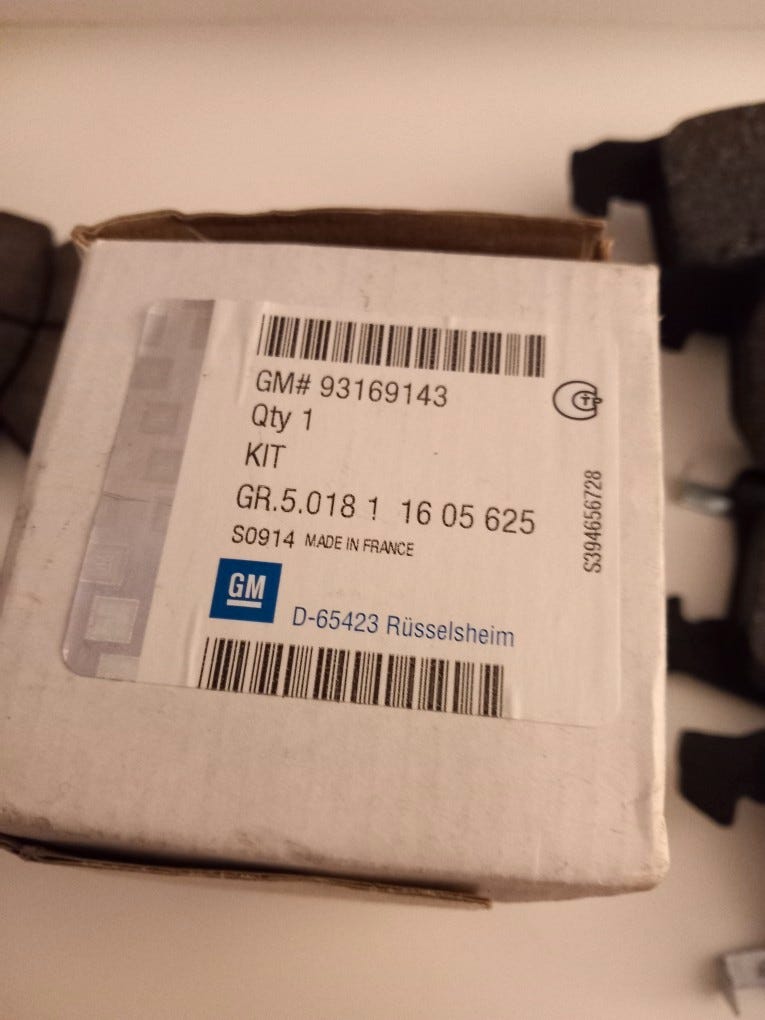 GM# 93169143
Qty 1
KIT
GR.5.018 1 16 05 625
S0914 MADE IN FRANCE
GM
D-65423 Rüsselsheim
S394656728